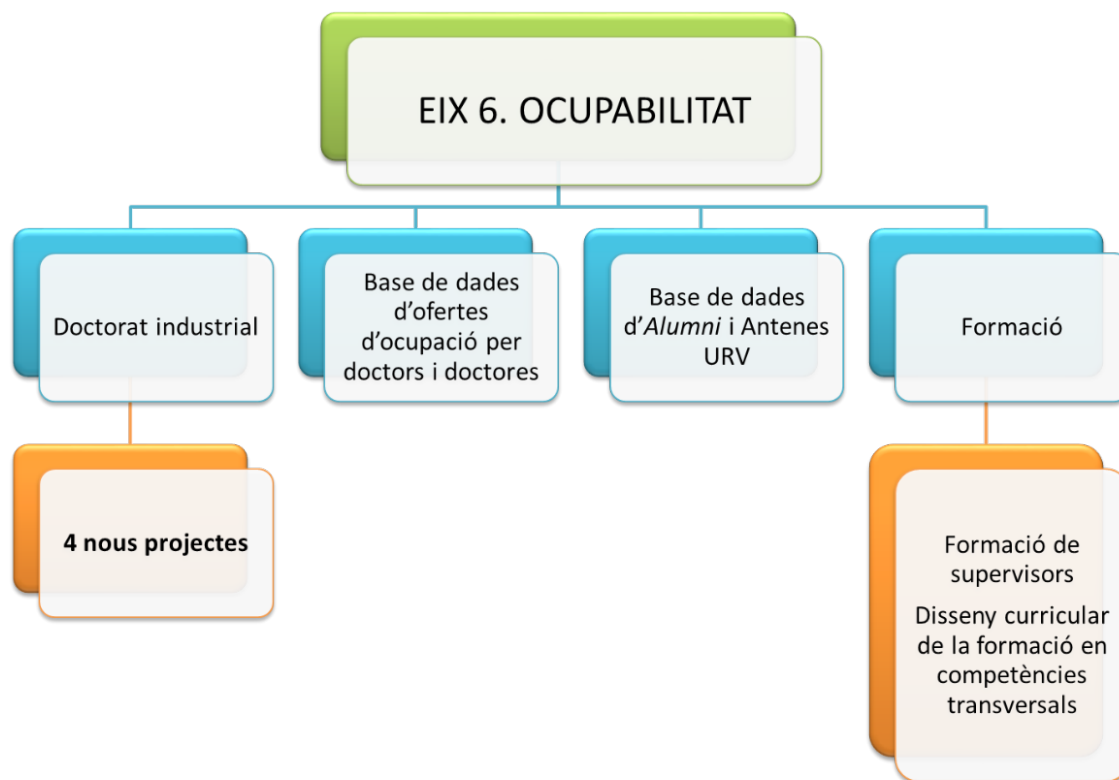 EIX 6. OCUPABILITAT
Doctorat industrial
Base de dades
d’ofertes
d’ocupació per
doctors i doctores
Base de dades
d’Alumni i Antenes
URV
Formació
4 nous projectes
Formació de
supervisors
Disseny curricular
de la formació en
competències
transversals